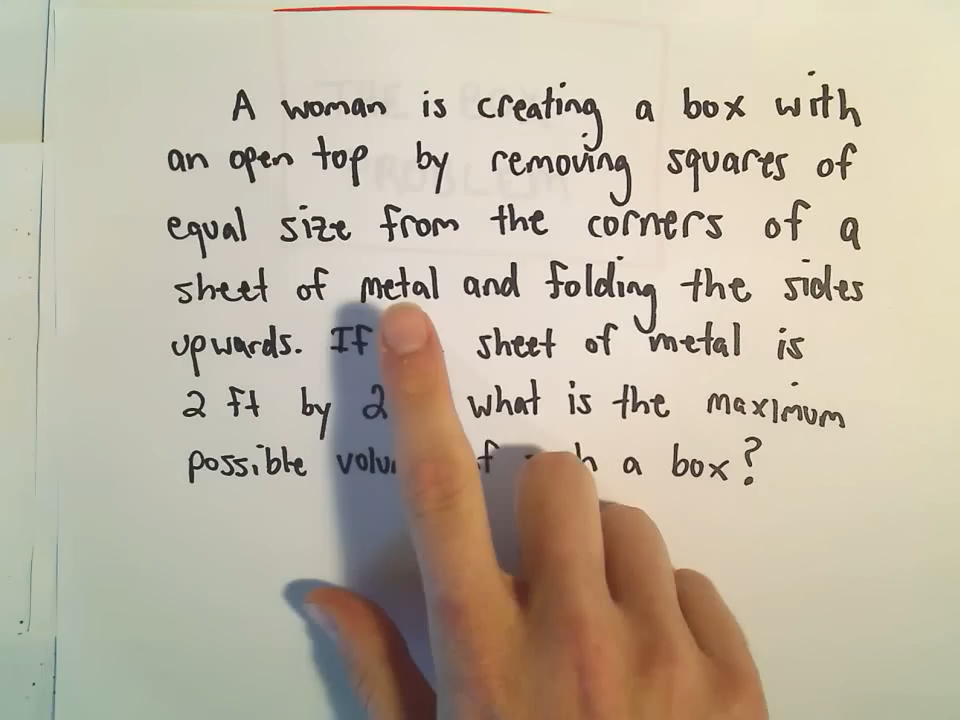 A woman is creating a box with
an open top by removing squares of
equal size from the corners of a
sheet of metal and folding the sides
upwards. If sheet of metal is
2 ft by 2 what is the maximum
possible a box?